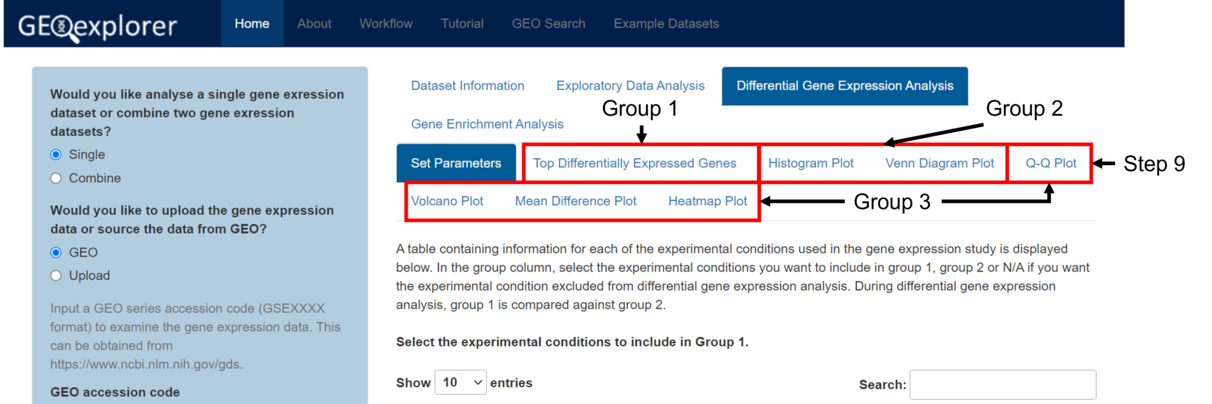 GEOexplorer Home About Workflow Tutorial GEO Search Example Datasets
Would you like analyse a single gene exression
dataset or combine two gene exression
datasets?
Single
Combine
Would you like to upload the gene expression
data or source the data from GEO?
GEO
Upload
Input a GEO series accession code (GSEXXXX
format) to examine the gene expression data. This
can be obtained from
https://www.ncbi.nlm.nih.gov/gds.
GEO accession code
Dataset Information Exploratory Data Analysis Differential Gene Expression Analysis
Group 1 Group 2
Gene Enrichment Analysis
Set Parameters Top Differentially Expressed Genes Histogram Plot Venn Diagram Plot Q-Q Plot Step 9
Volcano Plot Mean Difference Plot Heatmap Plot Group 3
A table containing information for each of the experimental conditions used in the gene expression study is displayed
below. In the group column, select the experimental conditions you want to include in group 1, group 2 or N/A if you want
the experimental condition excluded from differential gene expression analysis. During differential gene expression
analysis, group 1 is compared against group 2.
Select the experimental conditions to include in Group 1.
Show 10 entries Search: